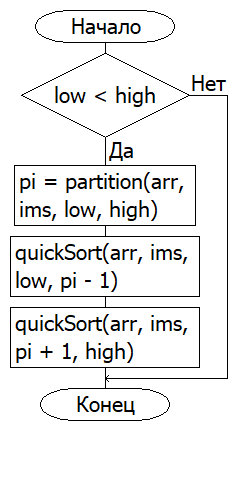 Начало
low < high
Нет
Да
pi = partition(arr,
ims, low, high)
quickSort(arr, ims,
low, pi - 1)
quickSort(arr, ims,
pi + 1, high)
Конец